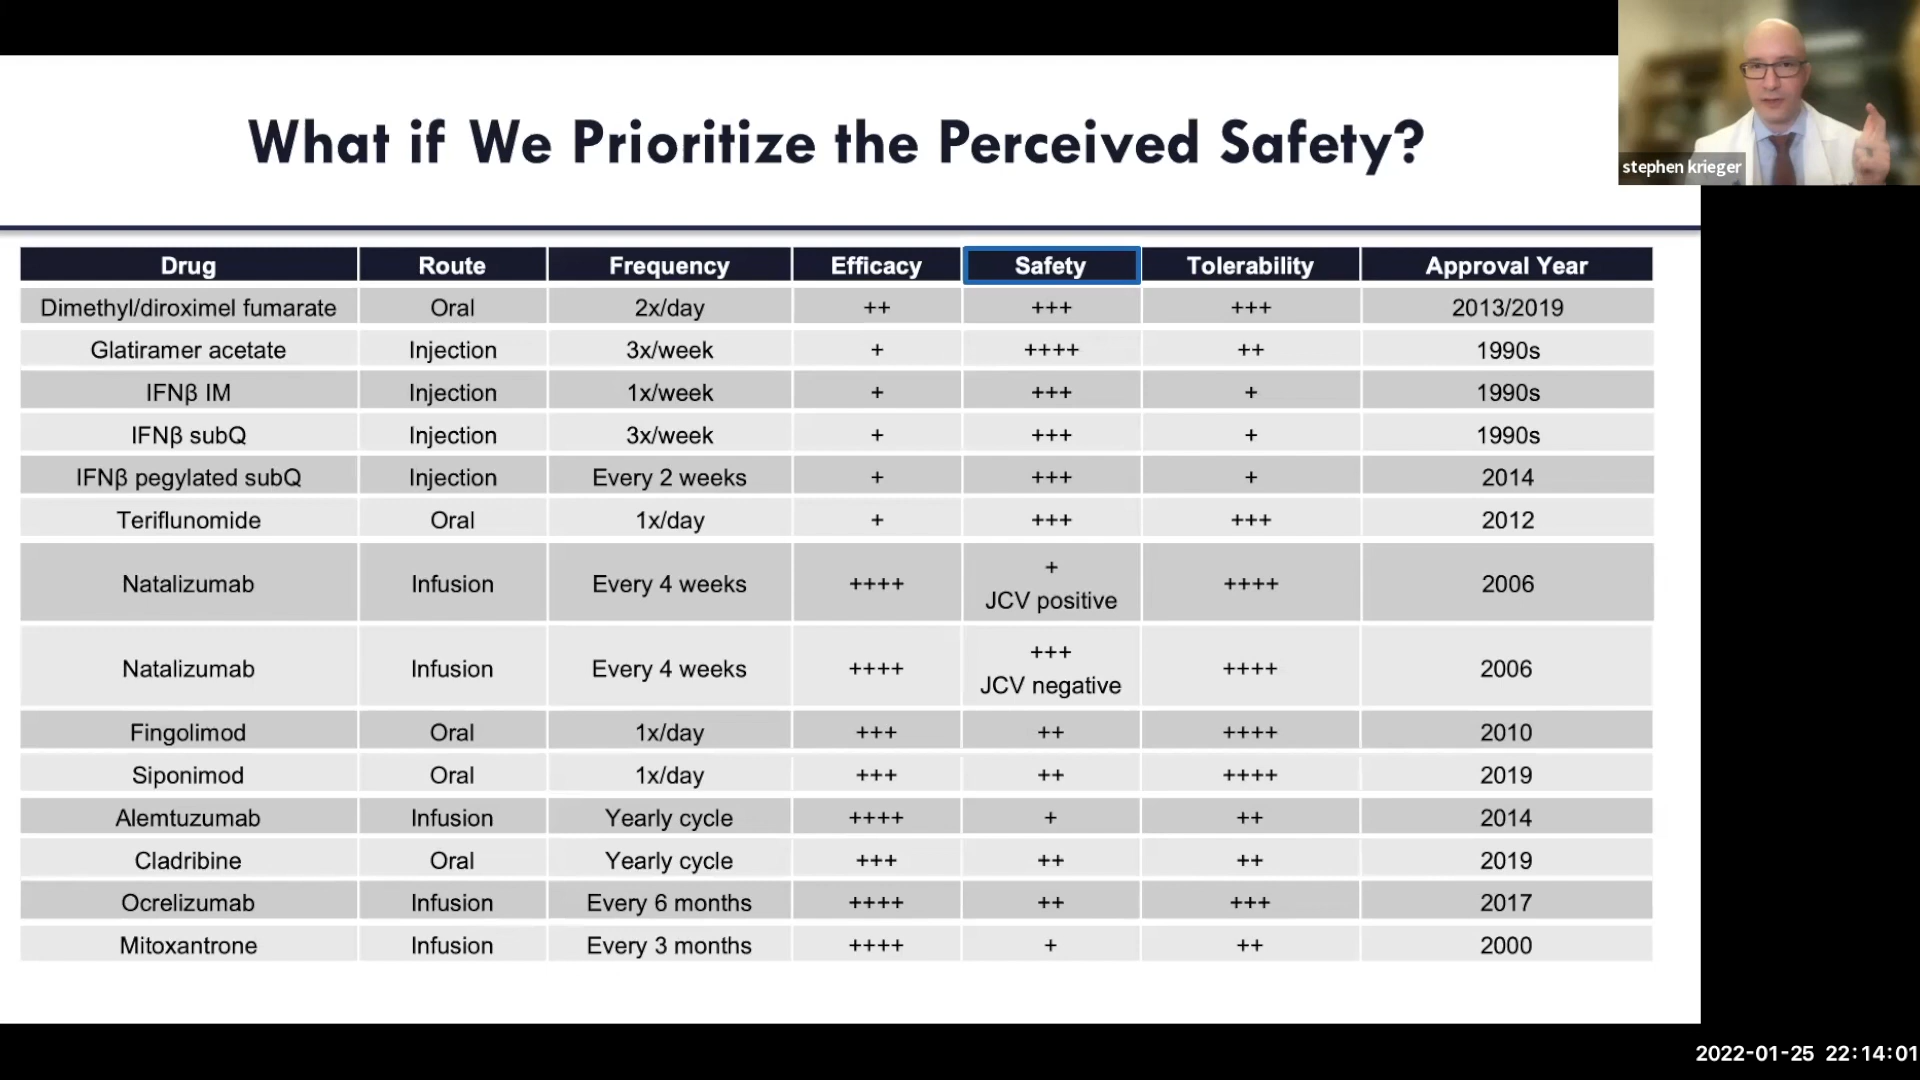 What if We Prioritize the Perceived Safety?
stephen krieger
Drug Route Frequency Efficacy Safety Tolerability Approval Year
Dimethyl/diroximel fumarate Oral 2x/day ++ +++ +++ 2013/2019
Glatiramer acetate Injection 3x/week + ++++ ++ 1990s
IFNβ IM Injection 1x/week + +++ + 1990s
IFNβ subQ Injection 3x/week + +++ + 1990s
IFNβ pegylated subQ Injection Every 2 weeks + +++ + 2014
Teriflunomide Oral 1x/day + +++ +++ 2012
Natalizumab Infusion Every 4 weeks ++++ + JCV positive ++++ 2006
Natalizumab Infusion Every 4 weeks ++++ +++ JCV negative ++++ 2006
Fingolimod Oral 1x/day +++ ++ ++++ 2010
Siponimod Oral 1x/day +++ ++ ++++ 2019
Alemtuzumab Infusion Yearly cycle ++++ + ++ 2014
Cladribine Oral Yearly cycle +++ ++ ++ 2019
Ocrelizumab Infusion Every 6 months ++++ ++ +++ 2017
Mitoxantrone Infusion Every 3 months ++++ + ++ 2000
2022-01-25 22:14:01